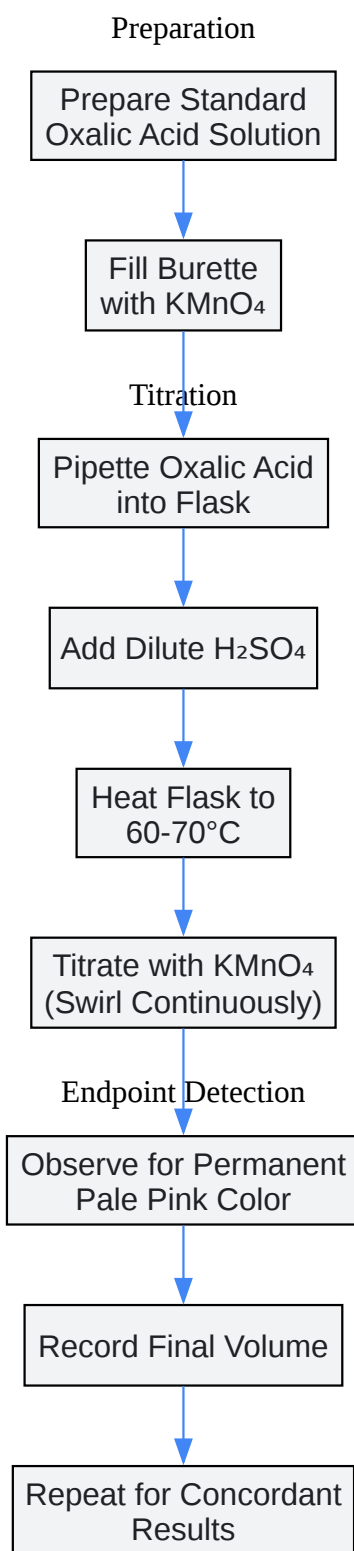 Preparation
Prepare Standard
Oxalic Acid Solution
Fill Burette
with KMnO₄
Titration
Pipette Oxalic Acid
into Flask
Add Dilute H₂SO₄
Heat Flask to
60-70°C
Titrate with KMnO₄
(Swirl Continuously)
Endpoint Detection
Observe for Permanent
Pale Pink Color
Record Final Volume
Repeat for Concordant
Results